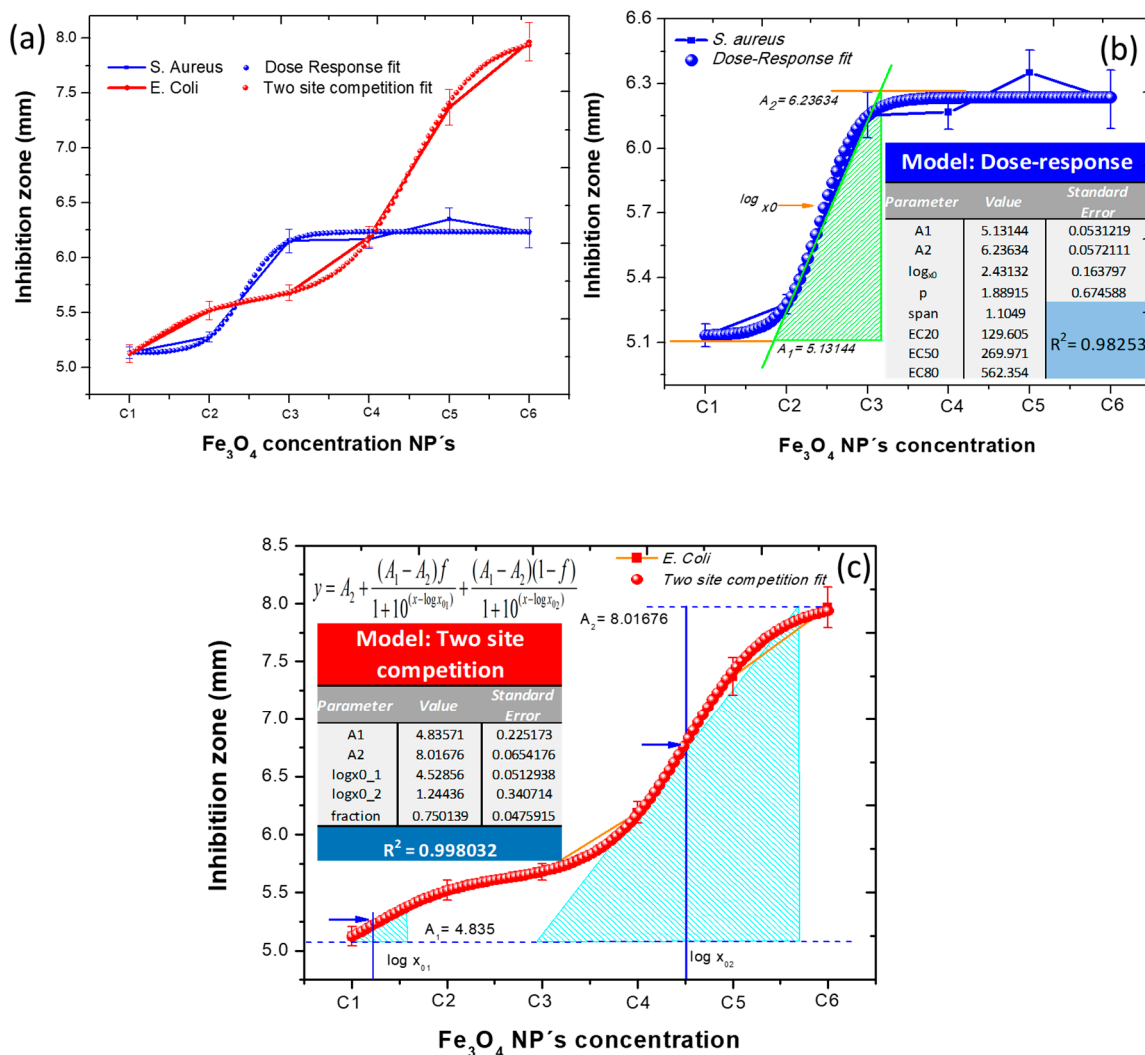 (a)
Inhibition zone (mm)
8.0
7.5
7.0
6.5
6.0
5.5
5.0
S. Aureus
E. Coli
Dose Response fit
Two site competition fit
C1 C2 C3 C4 C5 C6
Fe₃O₄ concentration NP´s
(b)
Inhibition zone (mm)
6.6
6.3
6.0
5.7
5.4
5.1
S. aureus
Dose-Response fit
A₂= 6.23634
log x0
A₁= 5.13144
Model: Dose-response
Parameter Value Standard Error
A1 5.13144 0.0531219
A2 6.23634 0.0572111
logₓ₀ 2.43132 0.163797
p 1.88915 0.674588
span 1.1049
EC20 129.605
EC50 269.971
EC80 562.354
R²= 0.98253
C1 C2 C3 C4 C5 C6
Fe₃O₄ NP´s concentration
(c)
Inhibitiion zone (mm)
8.5
8.0
7.5
7.0
6.5
6.0
5.5
5.0
E. Coli
Two site competition fit
y = A₂ + (A₁−A₂)f / 1+10^(x−logx₀₁) + (A₁−A₂)(1−f) / 1+10^(x−logx₀₂)
A₂= 8.01676
Model: Two site
competition
Parameter Value Standard Error
A1 4.83571 0.225173
A2 8.01676 0.0654176
logx0_1 4.52856 0.0512938
logx0_2 1.24436 0.340714
fraction 0.750139 0.0475915
R² = 0.998032
A₁= 4.835
log x₀₁
log x₀₂
C1 C2 C3 C4 C5 C6
Fe₃O₄ NP´s concentration